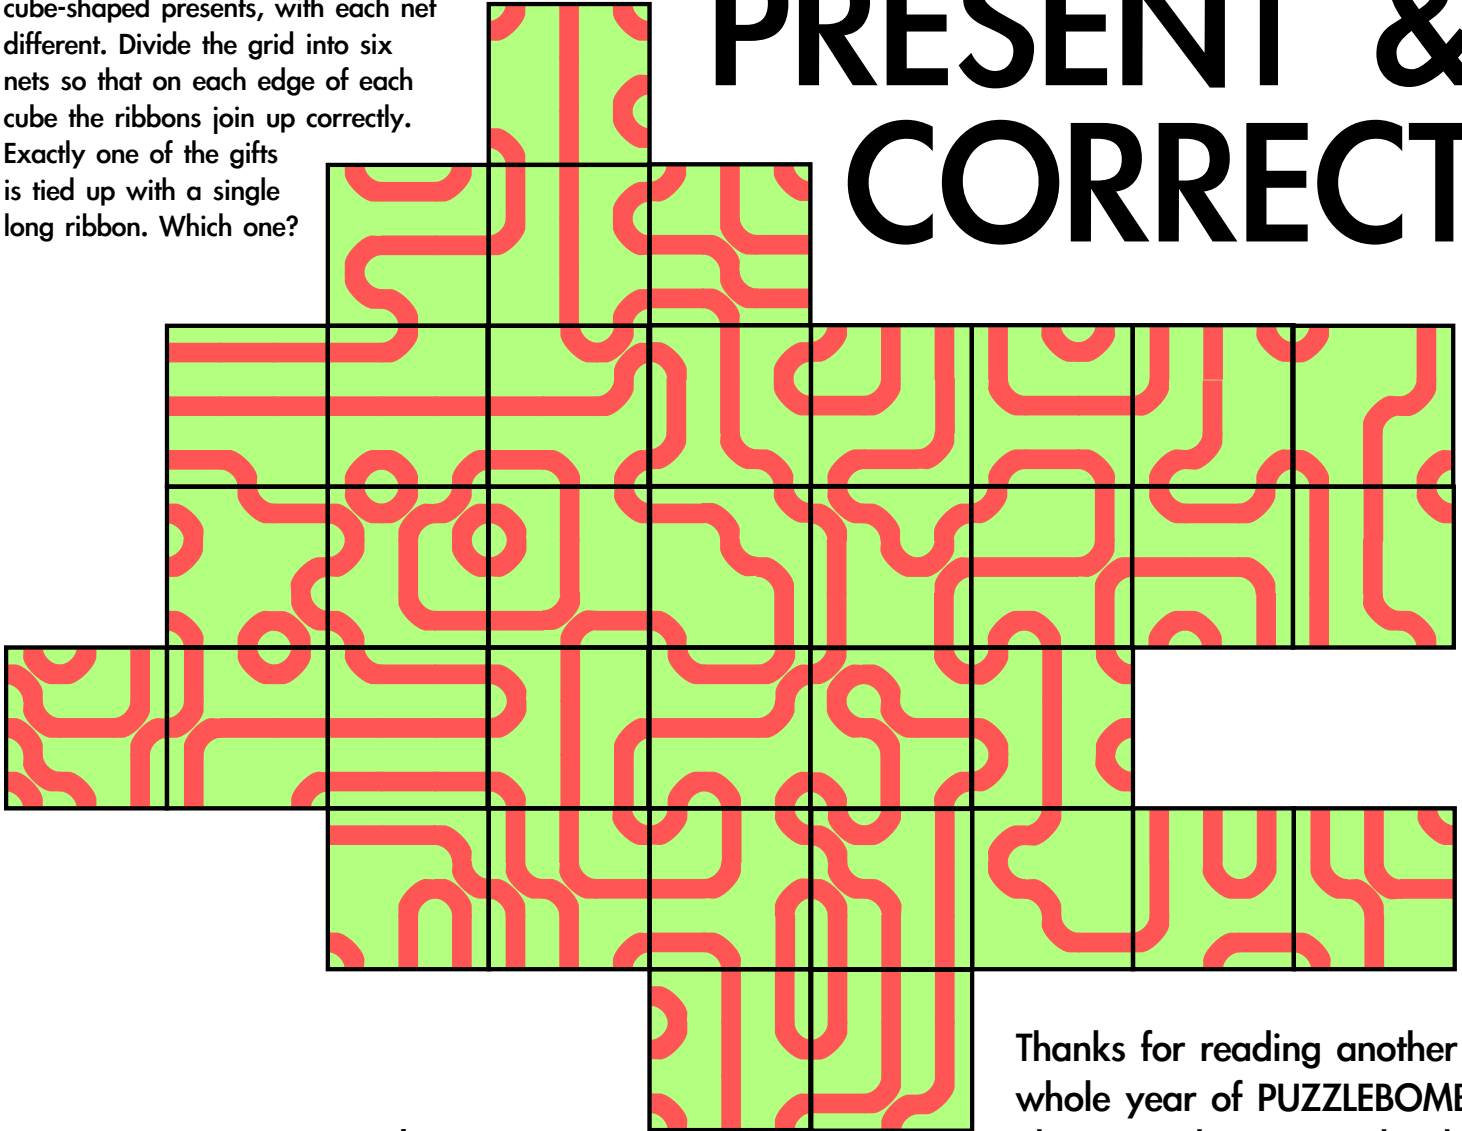 cube-shaped presents, with each net
different. Divide the grid into six
nets so that on each edge of each
cube the ribbons join up correctly.
Exactly one of the gifts
is tied up with a single
long ribbon. Which one?
PRESENT &
CORRECT
Thanks for reading another
whole year of PUZZLEBOMB